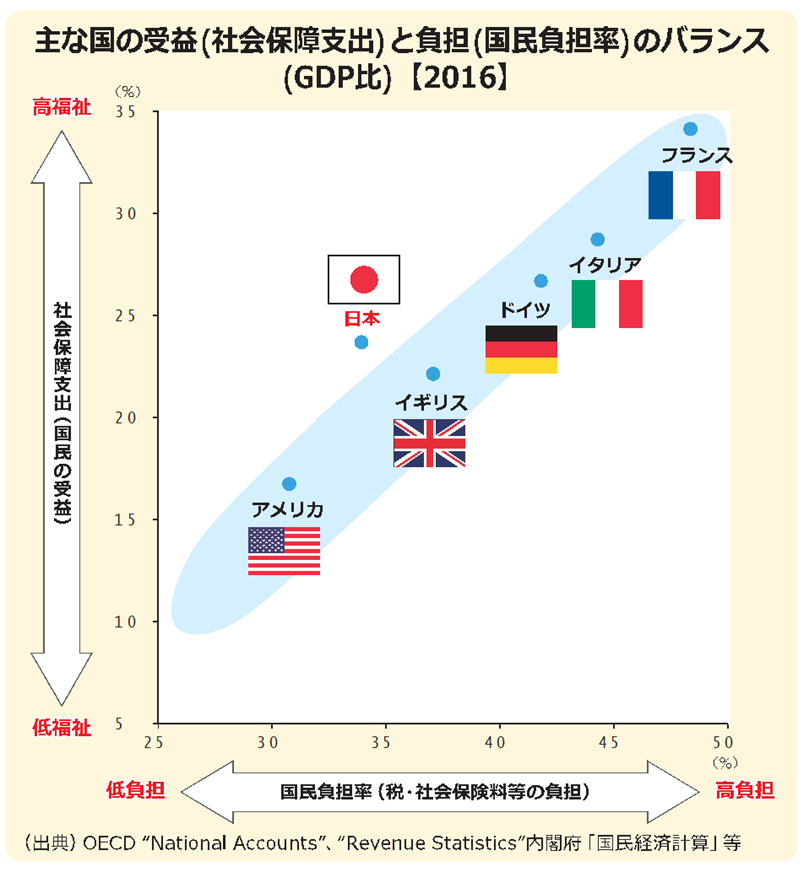 主な国の受益(社会保障支出)と負担(国民負担率)のバランス
(GDP比)【2016】
(%)
高福祉
社会保障支出(国民の受益)
低福祉
35
30
25
20
15
10
5
フランス
イタリア
ドイツ
日本
イギリス
アメリカ
25 30 35 40 45 50
(%)
低負担
国民負担率(税・社会保険料等の負担)
高負担
(出典) OECD “National Accounts”、“Revenue Statistics”内閣府「国民経済計算」等